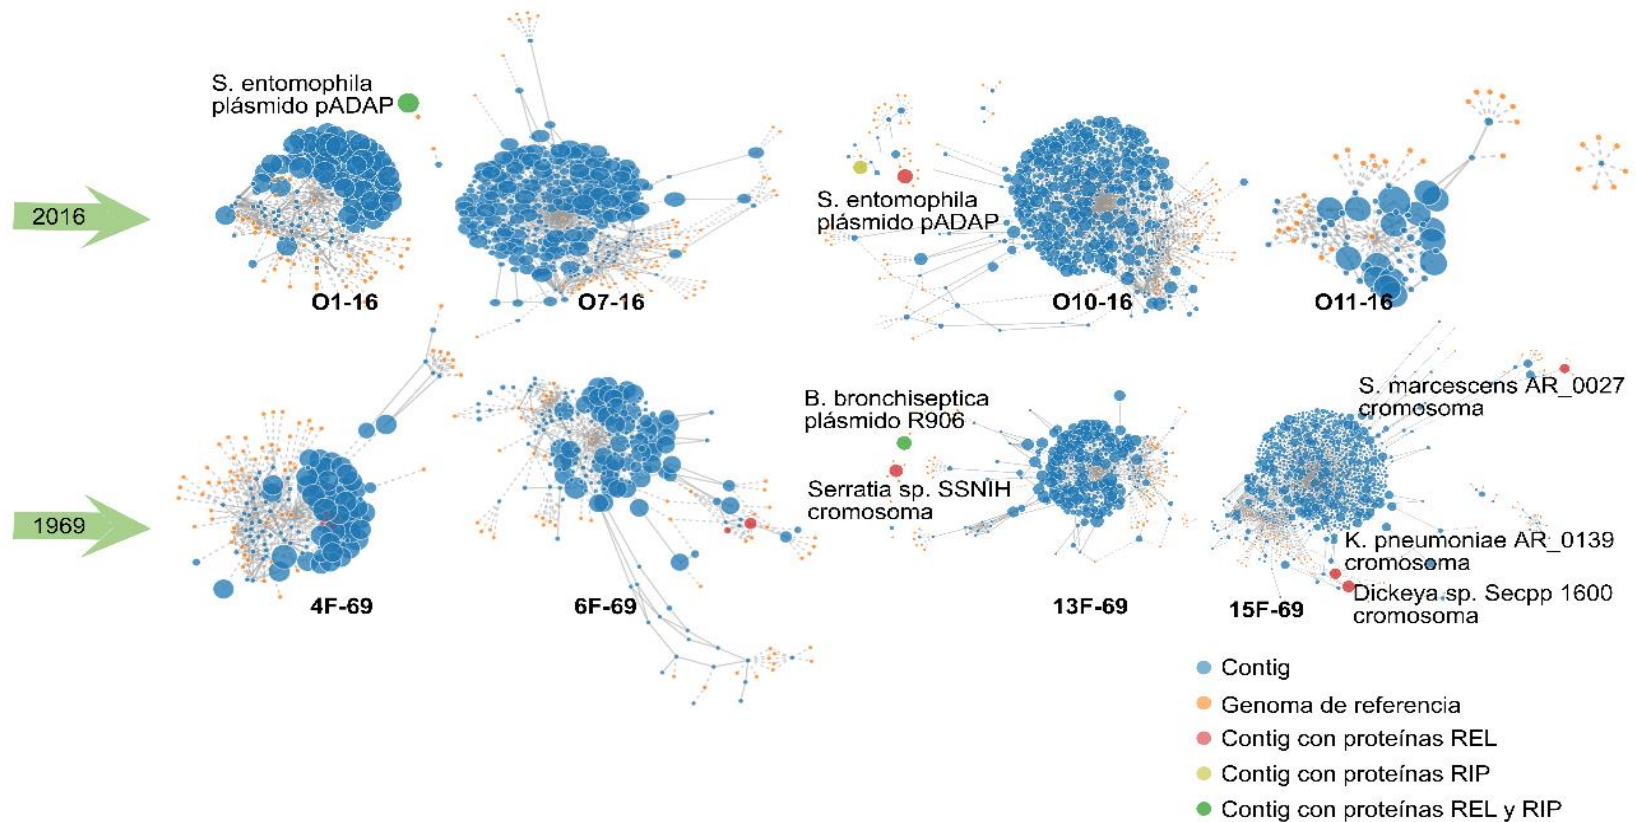 2016
S. entomophila
plásmido pADAP
O1-16
O7-16
S. entomophila
plásmido pADAP
O10-16
O11-16
1969
4F-69
6F-69
B. bronchiseptica
plásmido R906
Serratia sp. SSNIH
cromosoma
13F-69
S. marcescens AR_0027
cromosoma
K. pneumoniae AR_0139
cromosoma
Dickeya sp. Secpp 1600
cromosoma
15F-69
Contig
Genoma de referencia
Contig con proteínas REL
Contig con proteínas RIP
Contig con proteínas REL y RIP